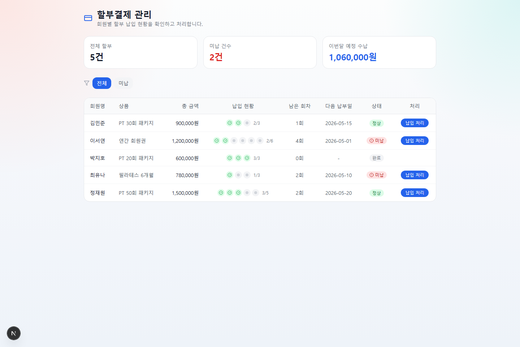 할부결제 관리
회원별 할부 납입 현황을 확인하고 처리합니다.
전체 할부
5건
미납 건수
2건
이번달 예정 수납
1,060,000원
전체 미납
회원명 상품 총 금액 납입 현황 남은 회차 다음 납부일 상태 처리
김민준 PT 30회 패키지 900,000원 2/3 1회 2026-05-15 정상 납입 처리
이서연 연간 회원권 1,200,000원 2/6 4회 2026-05-01 미납 납입 처리
박지호 PT 20회 패키지 600,000원 3/3 0회 - 완료
최유나 필라테스 6개월 780,000원 1/3 2회 2026-05-10 미납 납입 처리
정재원 PT 50회 패키지 1,500,000원 3/5 2회 2026-05-20 정상 납입 처리
N